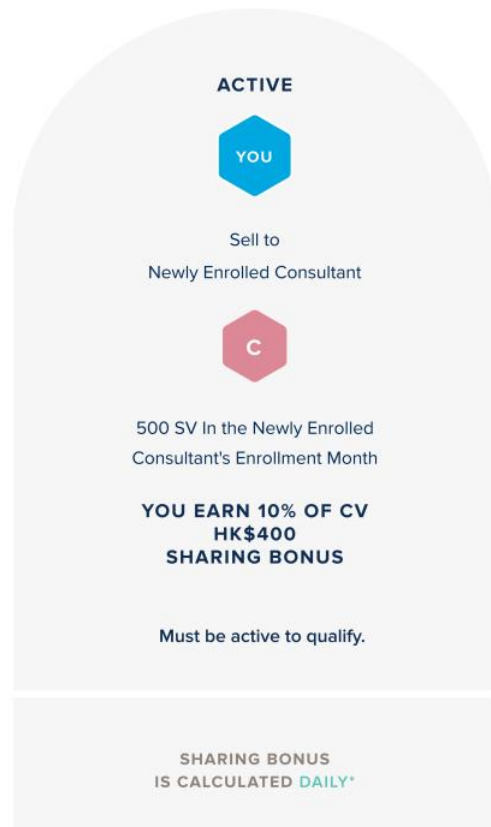 ACTIVE
YOU
Sell to
Newly Enrolled Consultant
C
500 SV In the Newly Enrolled
Consultant's Enrollment Month
YOU EARN 10% OF CV
HK$400
SHARING BONUS
Must be active to qualify.
SHARING BONUS
IS CALCULATED DAILY*